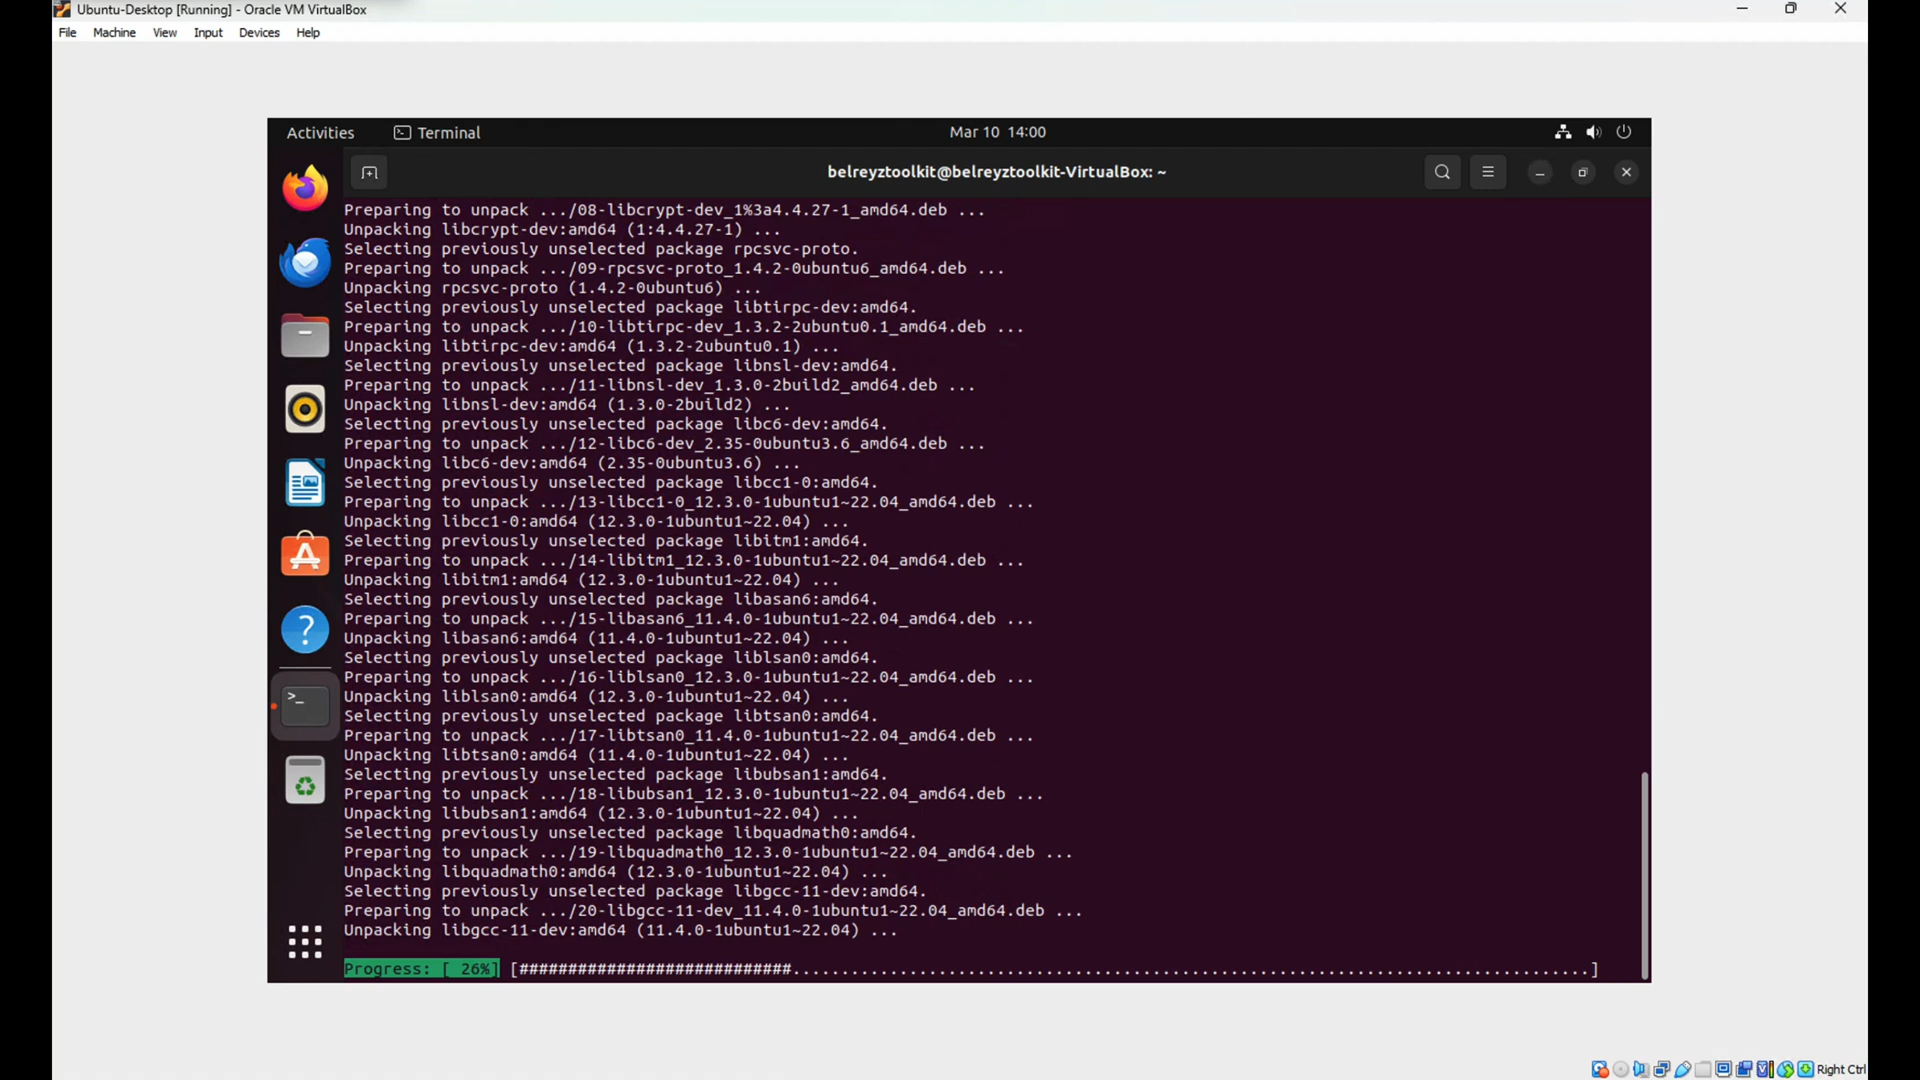 Ubuntu-Desktop [Running] - Oracle VM VirtualBox
File Machine View Input Devices Help
Activities Terminal Mar 10 14:00
belreyztoolkit@belreyztoolkit-VirtualBox: ~
Preparing to unpack .../08-libcrypt-dev_1%3a4.4.27-1_amd64.deb ...
Unpacking libcrypt-dev:amd64 (1:4.4.27-1) ...
Selecting previously unselected package rpcsvc-proto.
Preparing to unpack .../09-rpcsvc-proto_1.4.2-0ubuntu6_amd64.deb ...
Unpacking rpcsvc-proto (1.4.2-0ubuntu6) ...
Selecting previously unselected package libtirpc-dev:amd64.
Preparing to unpack .../10-libtirpc-dev_1.3.2-2ubuntu0.1_amd64.deb ...
Unpacking libtirpc-dev:amd64 (1.3.2-2ubuntu0.1) ...
Selecting previously unselected package libnsl-dev:amd64.
Preparing to unpack .../11-libnsl-dev_1.3.0-2build2_amd64.deb ...
Unpacking libnsl-dev:amd64 (1.3.0-2build2) ...
Selecting previously unselected package libc6-dev:amd64.
Preparing to unpack .../12-libc6-dev_2.35-0ubuntu3.6_amd64.deb ...
Unpacking libc6-dev:amd64 (2.35-0ubuntu3.6) ...
Selecting previously unselected package libcc1-0:amd64.
Preparing to unpack .../13-libcc1-0_12.3.0-1ubuntu1~22.04_amd64.deb ...
Unpacking libcc1-0:amd64 (12.3.0-1ubuntu1~22.04) ...
Selecting previously unselected package libitm1:amd64.
Preparing to unpack .../14-libitm1_12.3.0-1ubuntu1~22.04_amd64.deb ...
Unpacking libitm1:amd64 (12.3.0-1ubuntu1~22.04) ...
Selecting previously unselected package libasan6:amd64.
Preparing to unpack .../15-libasan6_11.4.0-1ubuntu1~22.04_amd64.deb ...
Unpacking libasan6:amd64 (11.4.0-1ubuntu1~22.04) ...
Selecting previously unselected package liblsan0:amd64.
Preparing to unpack .../16-liblsan0_12.3.0-1ubuntu1~22.04_amd64.deb ...
Unpacking liblsan0:amd64 (12.3.0-1ubuntu1~22.04) ...
Selecting previously unselected package libtsan0:amd64.
Preparing to unpack .../17-libtsan0_11.4.0-1ubuntu1~22.04_amd64.deb ...
Unpacking libtsan0:amd64 (11.4.0-1ubuntu1~22.04) ...
Selecting previously unselected package libubsan1:amd64.
Preparing to unpack .../18-libubsan1_12.3.0-1ubuntu1~22.04_amd64.deb ...
Unpacking libubsan1:amd64 (12.3.0-1ubuntu1~22.04) ...
Selecting previously unselected package libquadmath0:amd64.
Preparing to unpack .../19-libquadmath0_12.3.0-1ubuntu1~22.04_amd64.deb ...
Unpacking libquadmath0:amd64 (12.3.0-1ubuntu1~22.04) ...
Selecting previously unselected package libgcc-11-dev:amd64.
Preparing to unpack .../20-libgcc-11-dev_11.4.0-1ubuntu1~22.04_amd64.deb ...
Unpacking libgcc-11-dev:amd64 (11.4.0-1ubuntu1~22.04) ...
Progress: [ 26%] [############################..................................................................................]
Right Ctrl